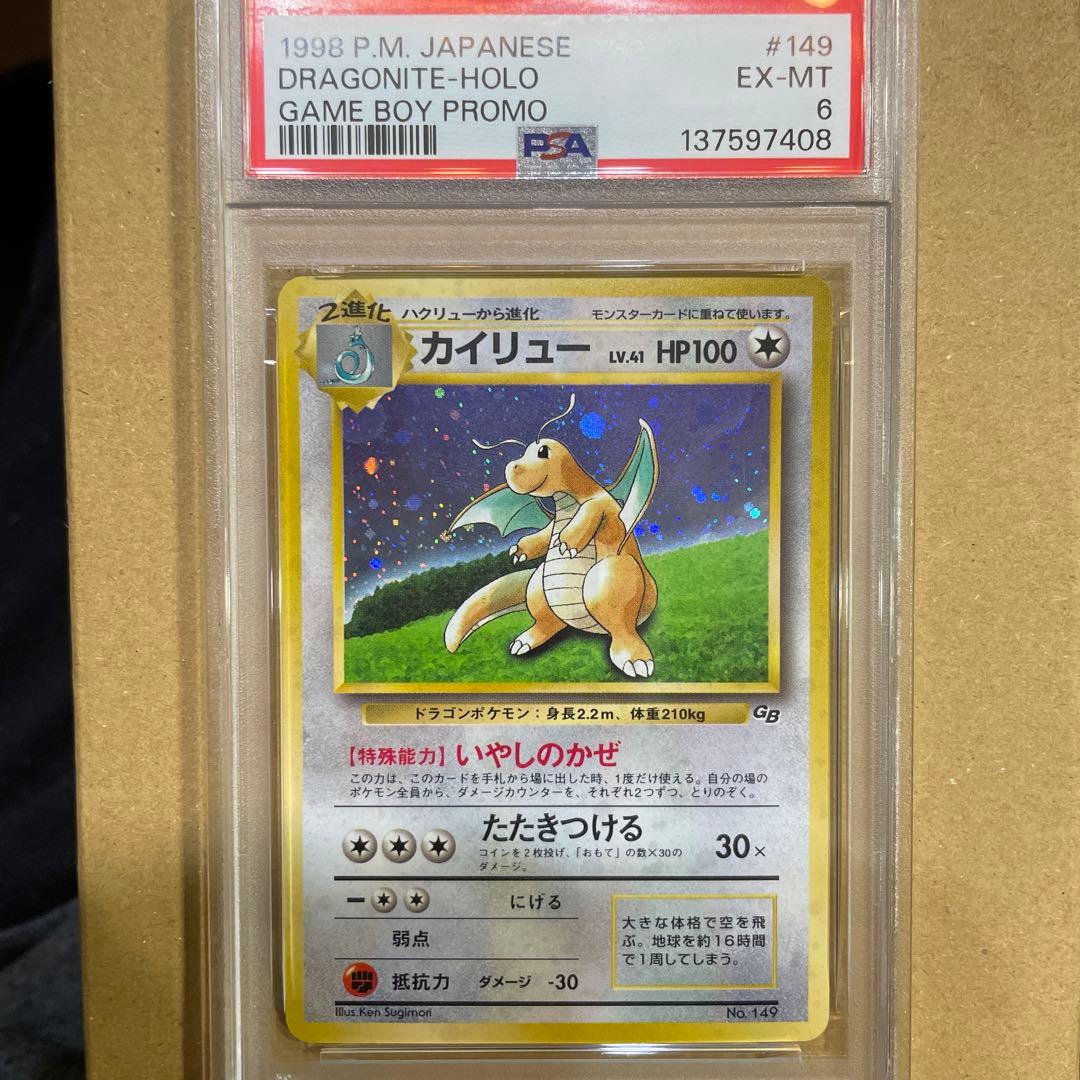 1998 P.M. JAPANESE #149
DRAGONITE-HOLO EX-MT
GAME BOY PROMO 6
PSA 137597408
2進化 ハクリューから進化 モンスターカードに重ねて使います。
カイリュー LV.41 HP100
ドラゴンポケモン：身長2.2m、体重210kg GB
【特殊能力】いやしのかぜ
この力は、このカードを手札から場に出した時、1度だけ使える。自分の場の
ポケモン全員から、ダメージカウンターを、それぞれ2つずつ、とりのぞく。
たたきつける 30×
コインを2枚投げ、「おもて」の数×30の
ダメージ。
ー にげる
弱点
抵抗力 ダメージ -30
大きな体格で空を飛
ぶ。地球を約16時間
で1周してしまう。
Illus.Ken Sugimori No. 149